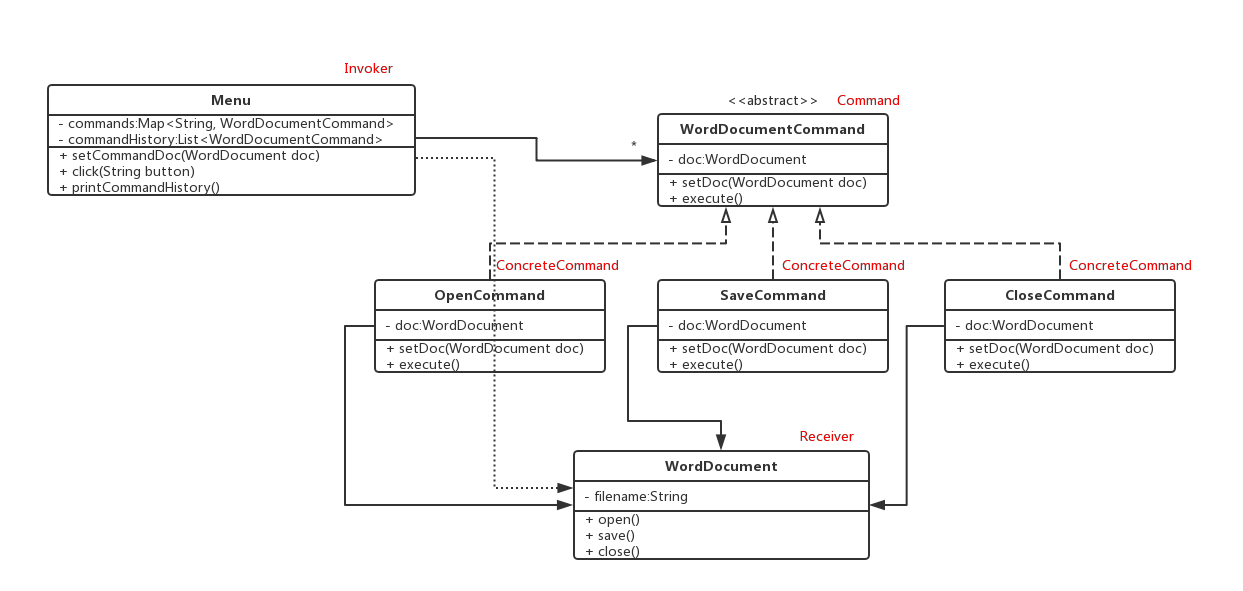 Invoker
Menu
- commands:Map<String, WordDocumentCommand>
- commandHistory:List<WordDocumentCommand>
+ setCommandDoc(WordDocument doc)
+ click(String button)
+ printCommandHistory()
<<abstract>> Command
WordDocumentCommand
- doc:WordDocument
+ setDoc(WordDocument doc)
+ execute()
*
ConcreteCommand
OpenCommand
- doc:WordDocument
+ setDoc(WordDocument doc)
+ execute()
ConcreteCommand
SaveCommand
- doc:WordDocument
+ setDoc(WordDocument doc)
+ execute()
ConcreteCommand
CloseCommand
- doc:WordDocument
+ setDoc(WordDocument doc)
+ execute()
Receiver
WordDocument
- filename:String
+ open()
+ save()
+ close()